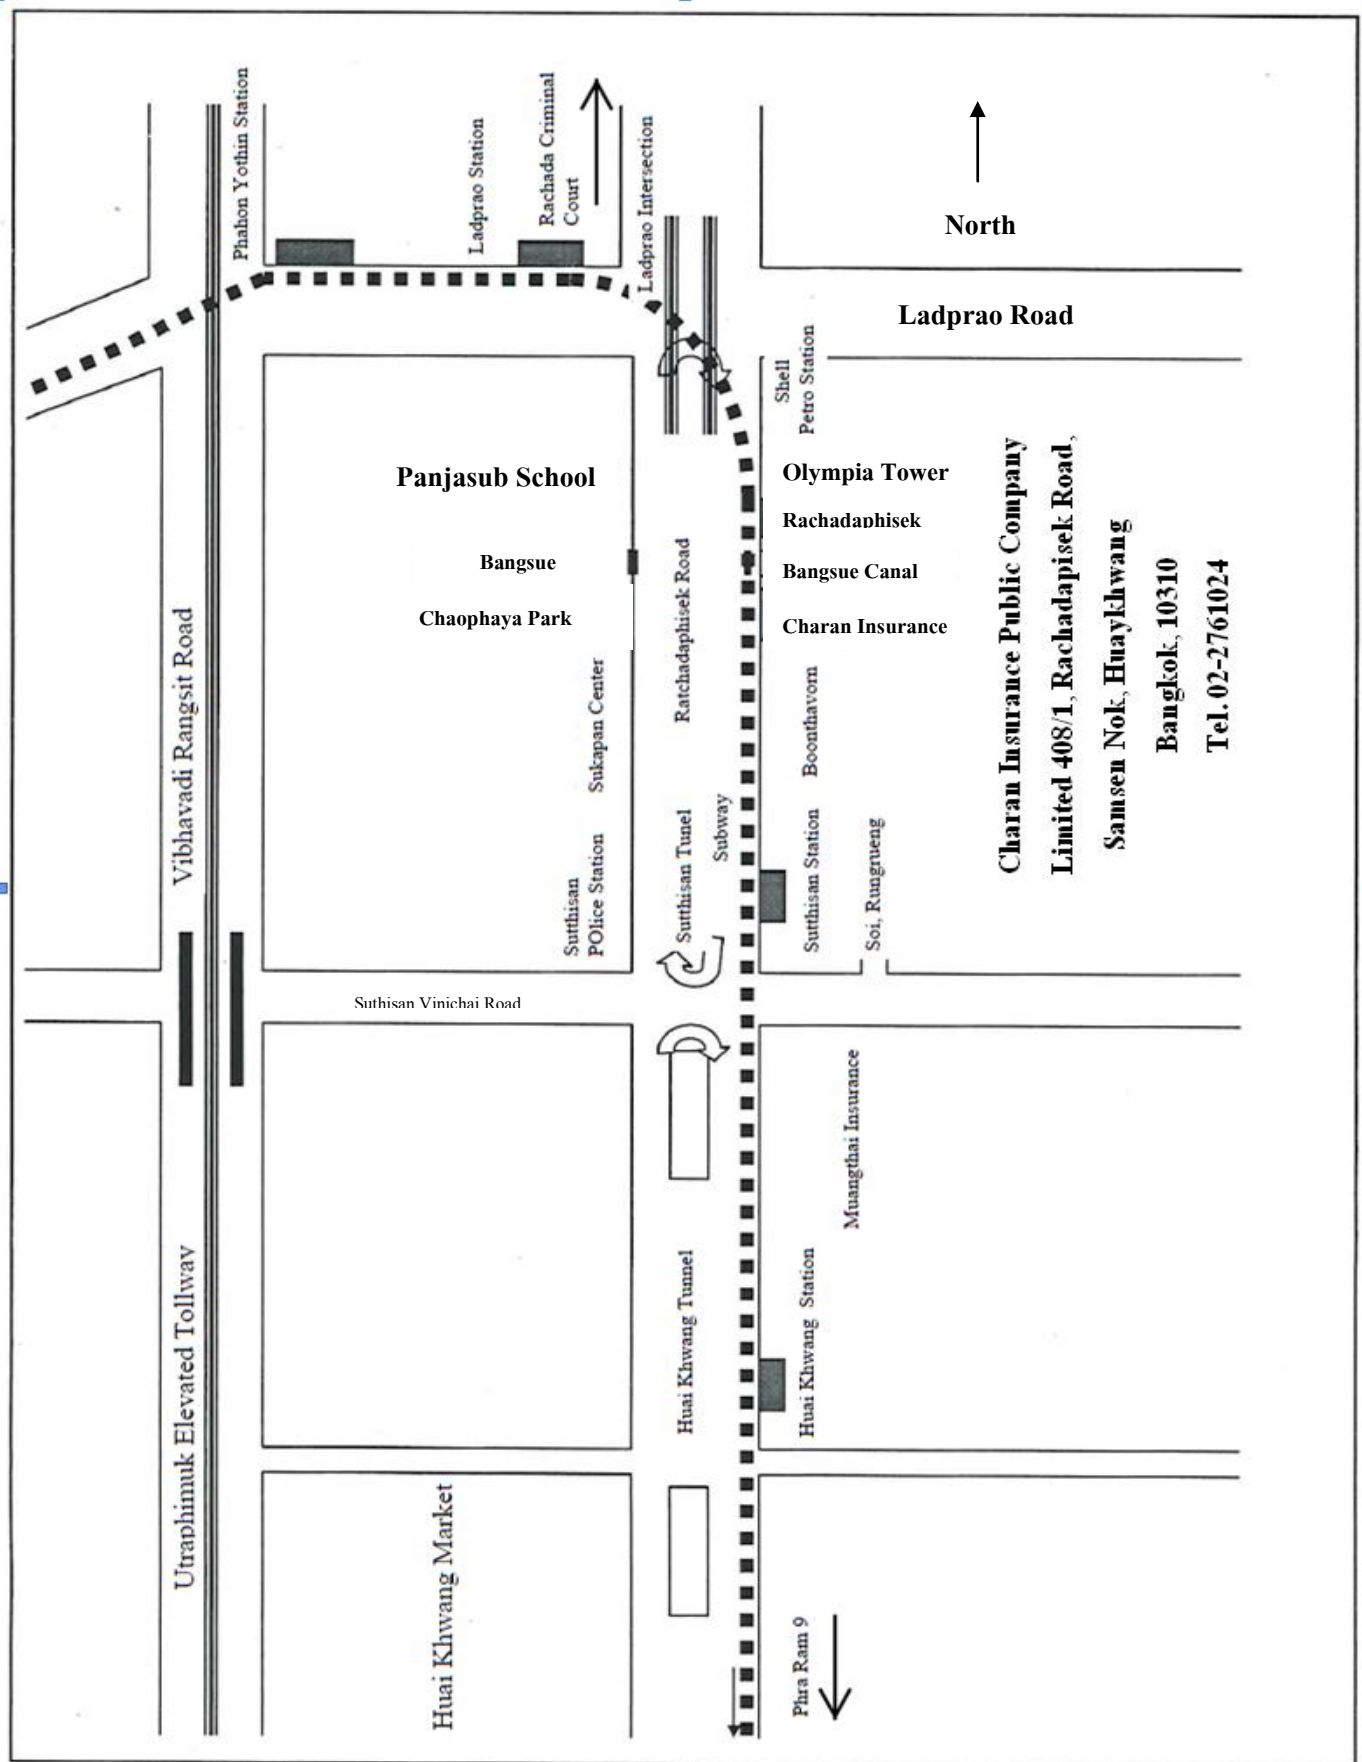 Phahon Yothin Station
Ladprao Station
Rachada Criminal
Court
Ladprao Intersection
North
Ladprao Road
Shell
Petro Station
Panjasub School
Olympia Tower
Rachadaphisek
Bangsue
Bangsue Canal
Chaophaya Park
Charan Insurance
Ratchadaphisek Road
Charan Insurance Public Company
Limited 408/1, Rachadapisek Road,
Samsen Nok, Huaykhwang
Bangkok, 10310
Tel. 02-2761024
Vibhavadi Rangsit Road
Sukapan Center
Boonthavorn
Sutthisan
POlice Station
Sutthisan Tunel
Subway
Sutthisan Station
Soi, Rungrueng
Suthisan Vinichai Road
Muangthai Insurance
Utraphimuk Elevated Tollway
Huai Khwang Tunnel
Huai Khwang Station
Huai Khwang Market
Phra Ram 9